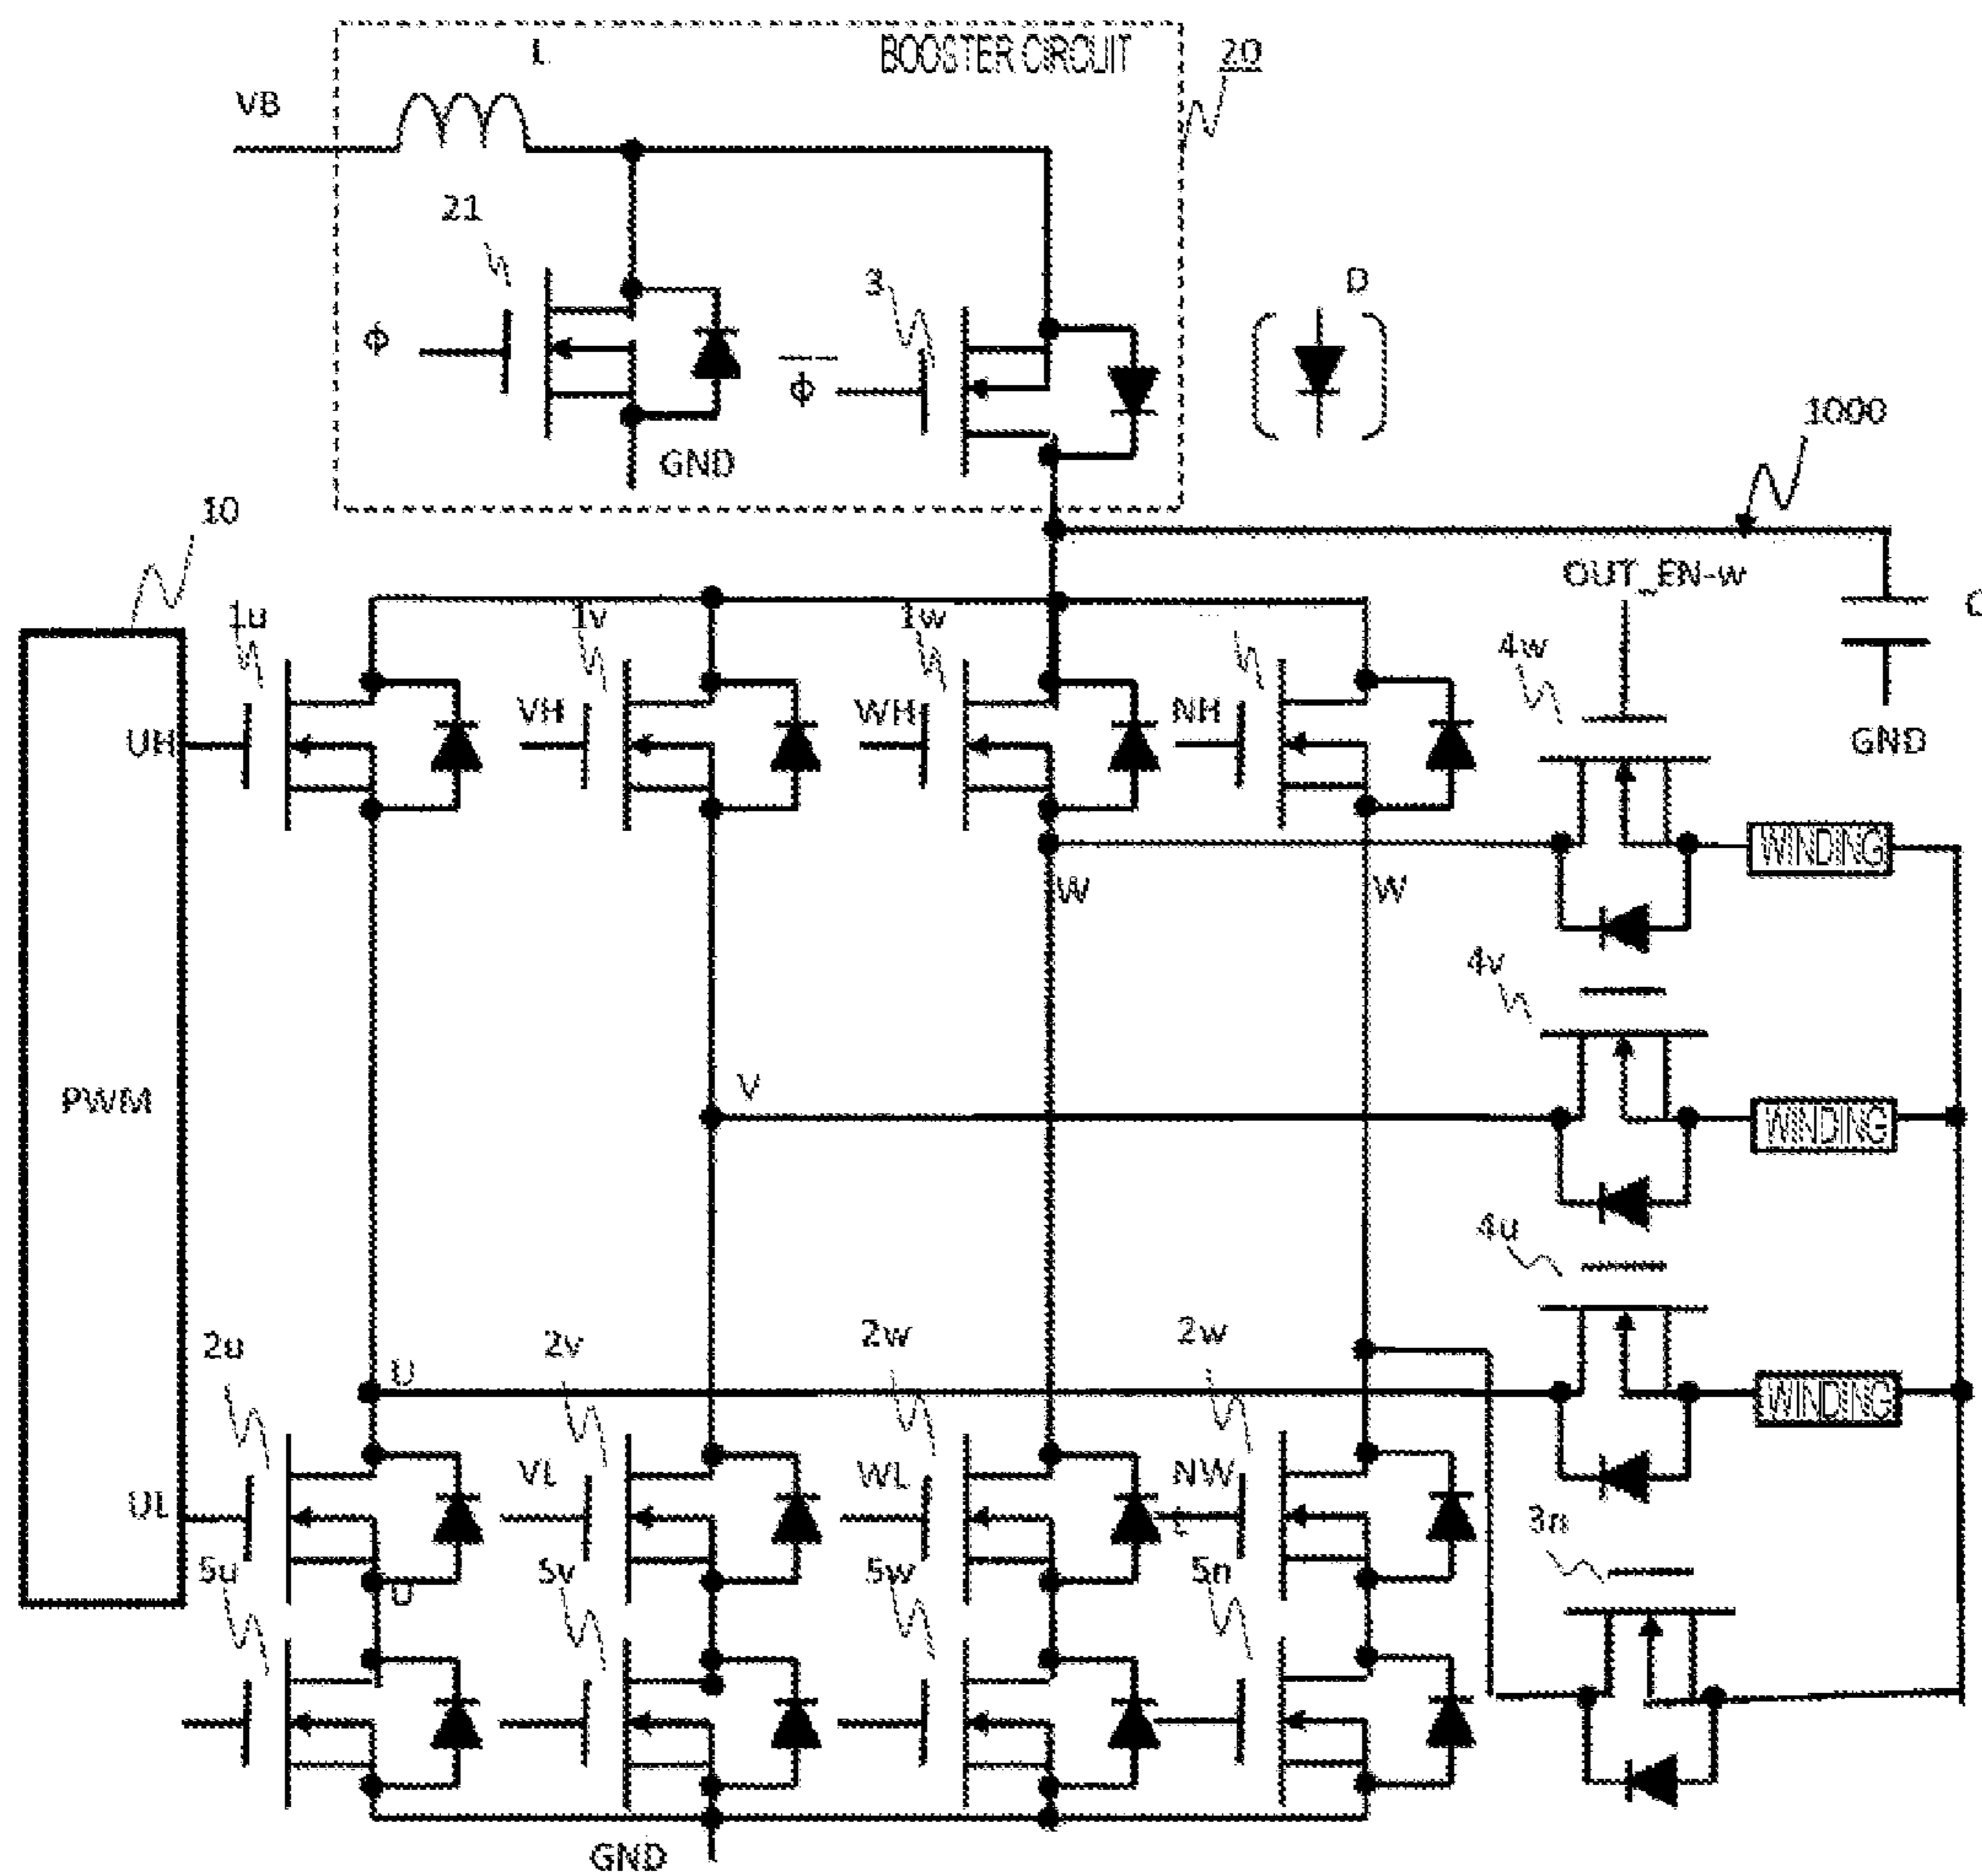 L
BOOSTER CIRCUIT
20
VB
21
3
D
ϕ
ϕ
GND
1000
10
OUT_EN-w
C
1u
1v
1w
4w
UH
VH
WH
NH
GND
WINDING
W
W
4v
PWM
V
WINDING
4u
2u
2v
2w
2w
U
WINDING
UL
VL
WL
NW
L
3n
5u
U
5v
5w
5n
GND